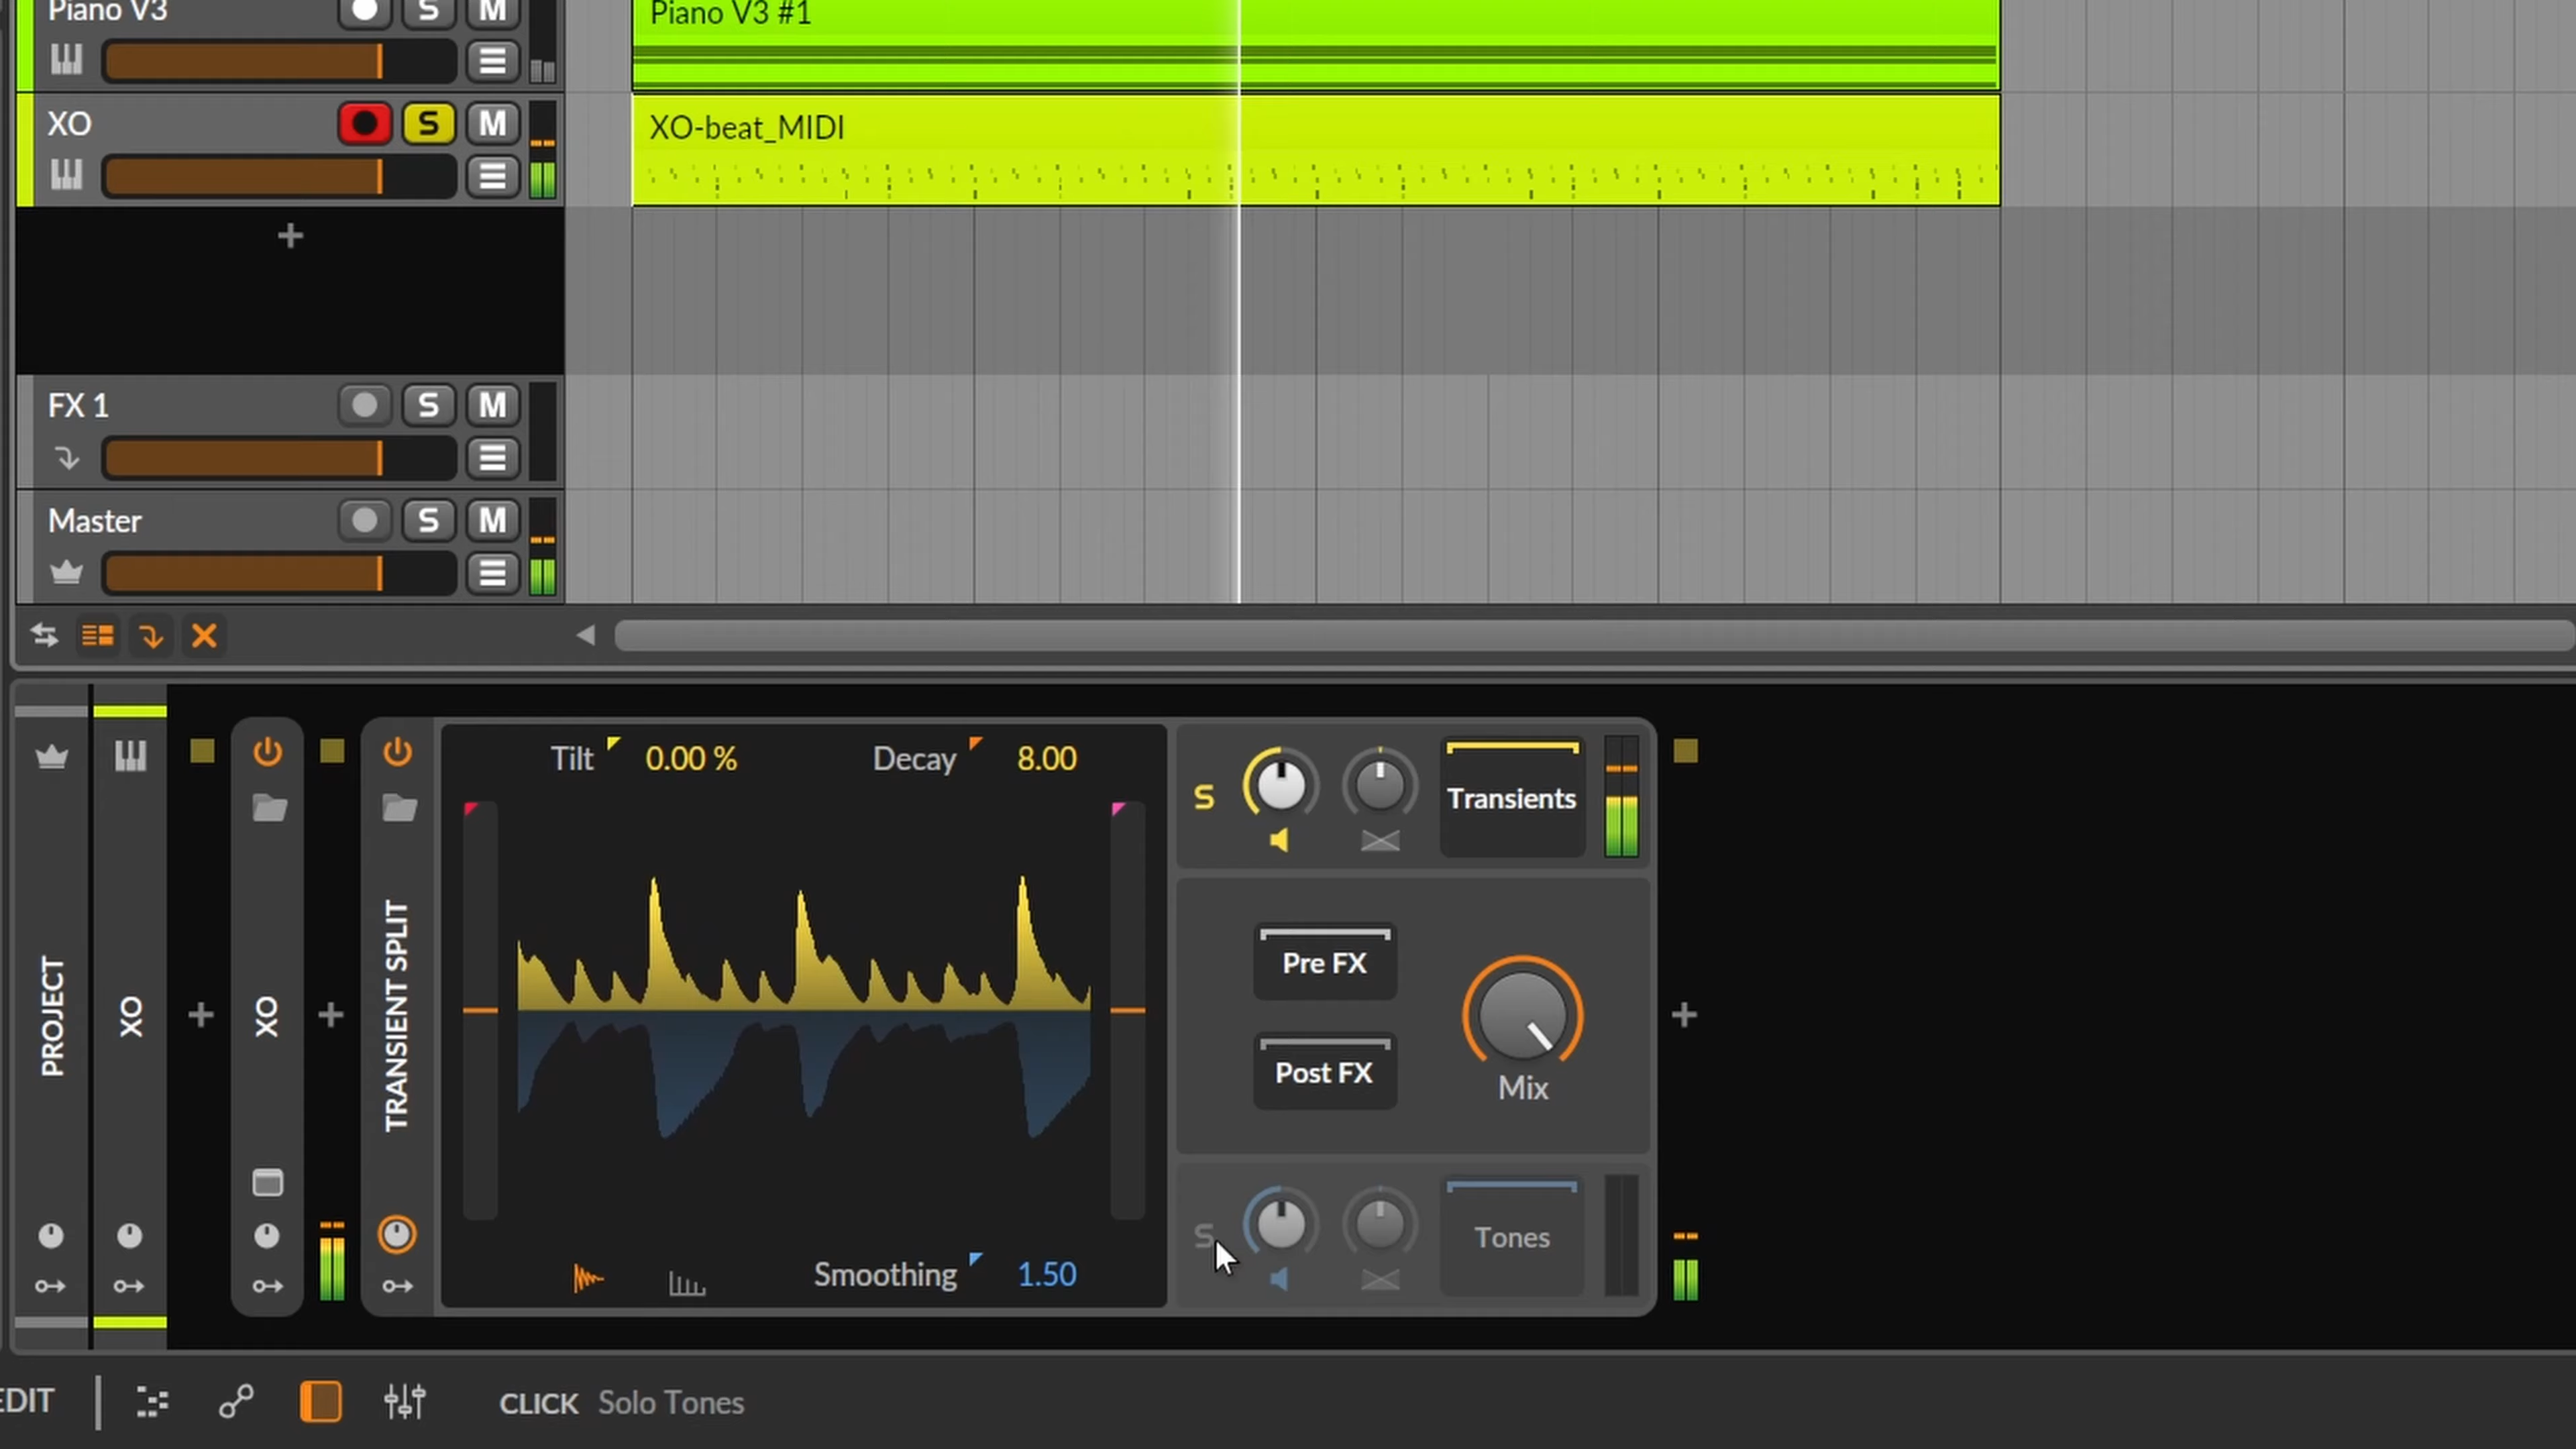 Piano V3
S
M
Piano V3 #1
XO
S
M
XO-beat_MIDI
FX 1
S
M
Master
S
M
PROJECT
XO
XO
TRANSIENT SPLIT
Tilt
0.00 %
Decay
8.00
S
Transients
Pre FX
Post FX
Mix
Smoothing
1.50
S
Tones
EDIT
CLICK
Solo Tones